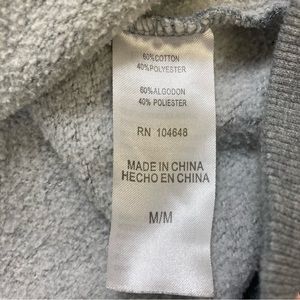 60%COTTON
40%POLYESTER
60%ALGODON
40% POLIESTER
RN 104648
MADE IN CHINA
HECHO EN CHINA
M/M